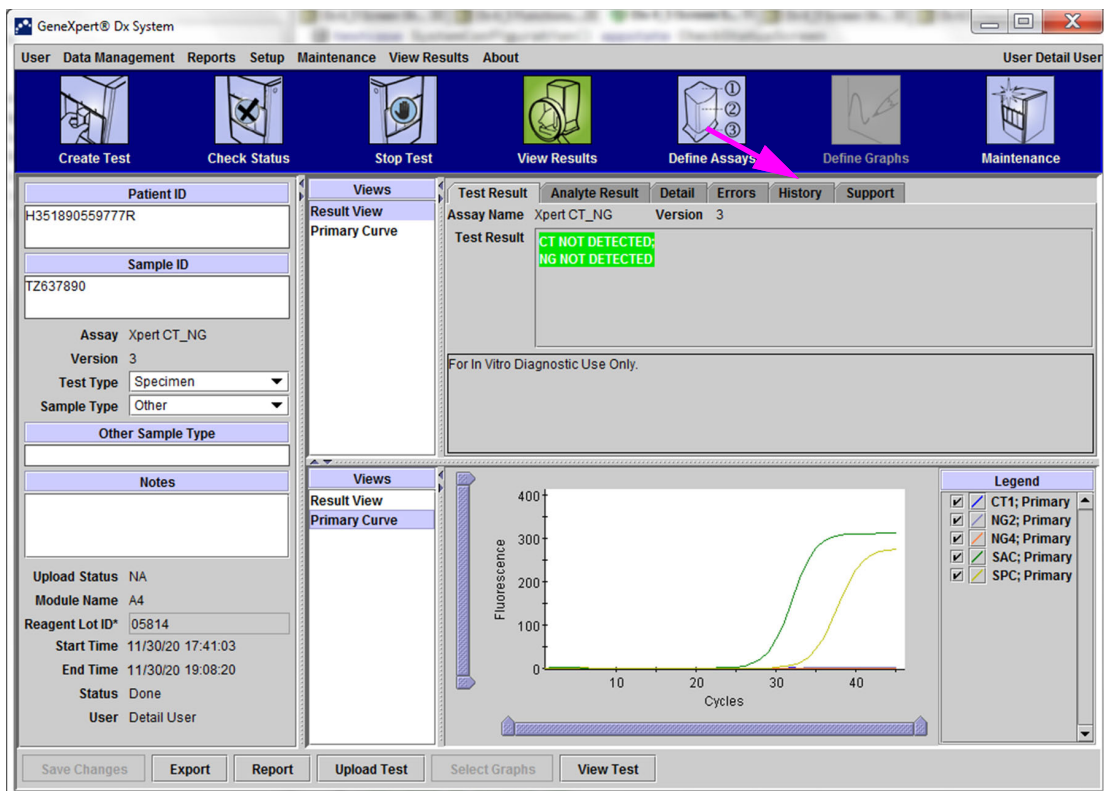 GeneXpert® Dx System
User Data Management Reports Setup Maintenance View Results About User Detail User
Create Test Check Status Stop Test View Results Define Assays Define Graphs Maintenance
Patient ID
H351890559777R
Sample ID
TZ637890
Assay Xpert CT_NG
Version 3
Test Type Specimen
Sample Type Other
Other Sample Type
Notes
Upload Status NA
Module Name A4
Reagent Lot ID* 05814
Start Time 11/30/20 17:41:03
End Time 11/30/20 19:08:20
Status Done
User Detail User
Views
Result View
Primary Curve
Test Result Analyte Result Detail Errors History Support
Assay Name Xpert CT_NG Version 3
Test Result CT NOT DETECTED;
NG NOT DETECTED
For In Vitro Diagnostic Use Only.
Views
Result View
Primary Curve
400
300
200
100
0
Fluorescence
10 20 30 40
Cycles
Legend
CT1; Primary
NG2; Primary
NG4; Primary
SAC; Primary
SPC; Primary
Save Changes Export Report Upload Test Select Graphs View Test